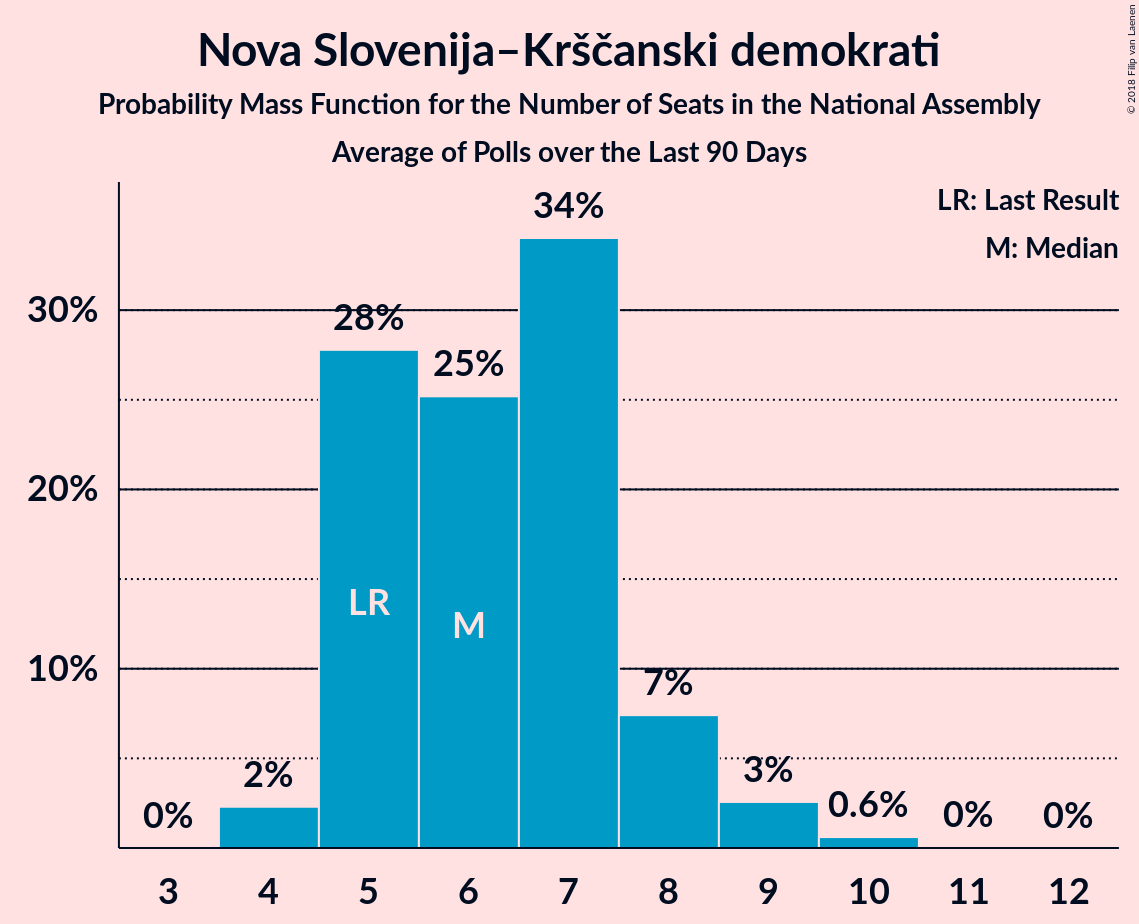 Nova Slovenija–Krščanski demokrati
Probability Mass Function for the Number of Seats in the National Assembly
Average of Polls over the Last 90 Days
© 2018 Filip van Laenen
LR: Last Result
M: Median
34%
30%
28%
25%
20%
LR
M
10%
7%
3%
2%
0.6%
0%
0%
0%
3 4 5 6 7 8 9 10 11 12